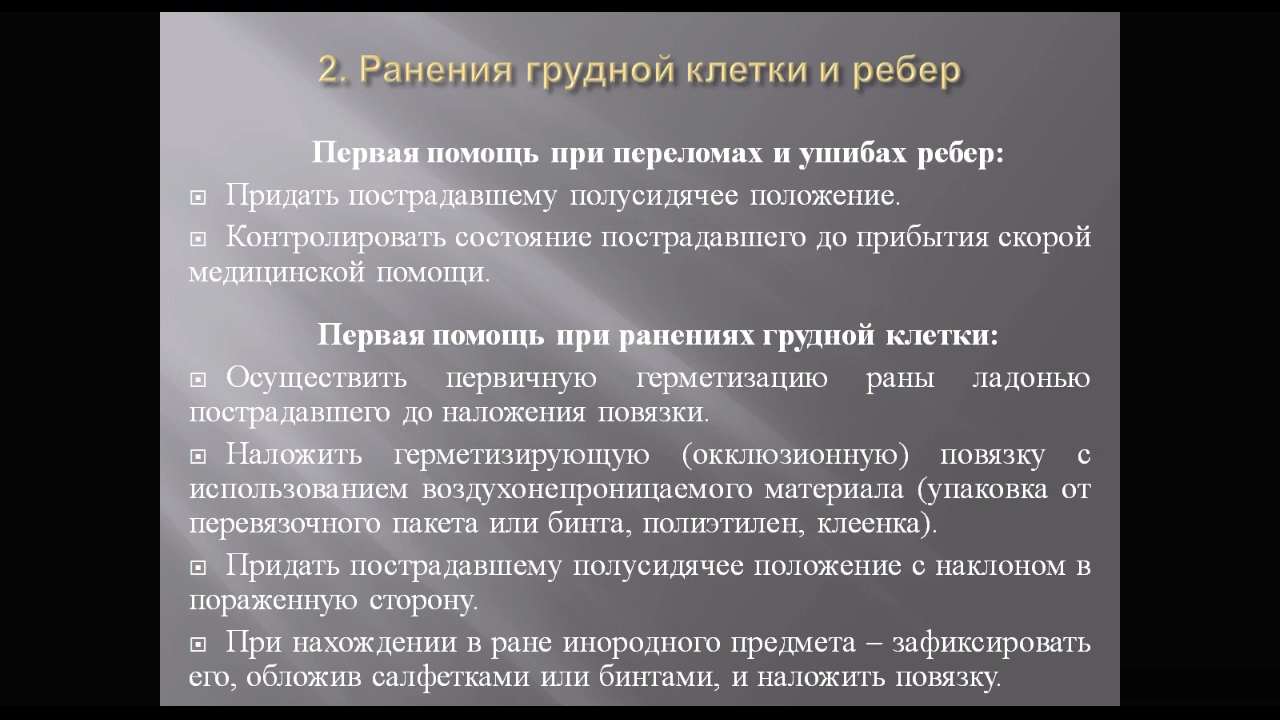 2. Ранения грудной клетки и ребер
Первая помощь при переломах и ушибах ребер:
Придать пострадавшему полусидячее положение.
Контролировать состояние пострадавшего до прибытия скорой
медицинской помощи.
Первая помощь при ранениях грудной клетки:
Осуществить первичную герметизацию раны ладонью
пострадавшего до наложения повязки.
Наложить герметизирующую (окклюзионную) повязку с
использованием воздухонепроницаемого материала (упаковка от
перевязочного пакета или бинта, полиэтилен, клеенка).
Придать пострадавшему полусидячее положение с наклоном в
пораженную сторону.
При нахождении в ране инородного предмета – зафиксировать
его, обложив салфетками или бинтами, и наложить повязку.